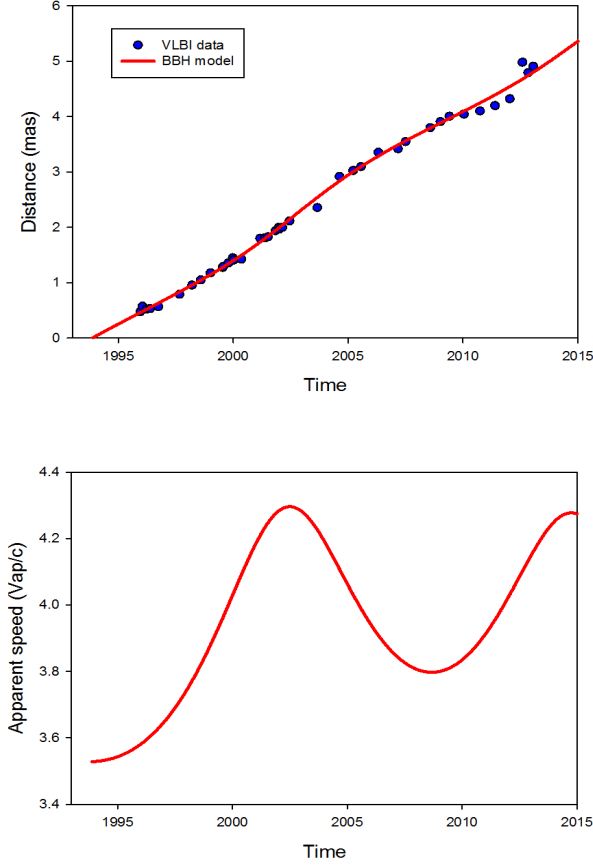 6
5
4
3
2
1
0
Distance (mas)
VLBI data
BBH model
1995 2000 2005 2010 2015
Time
4.4
4.2
4.0
3.8
3.6
3.4
Apparent speed (Vap/c)
1995 2000 2005 2010 2015
Time